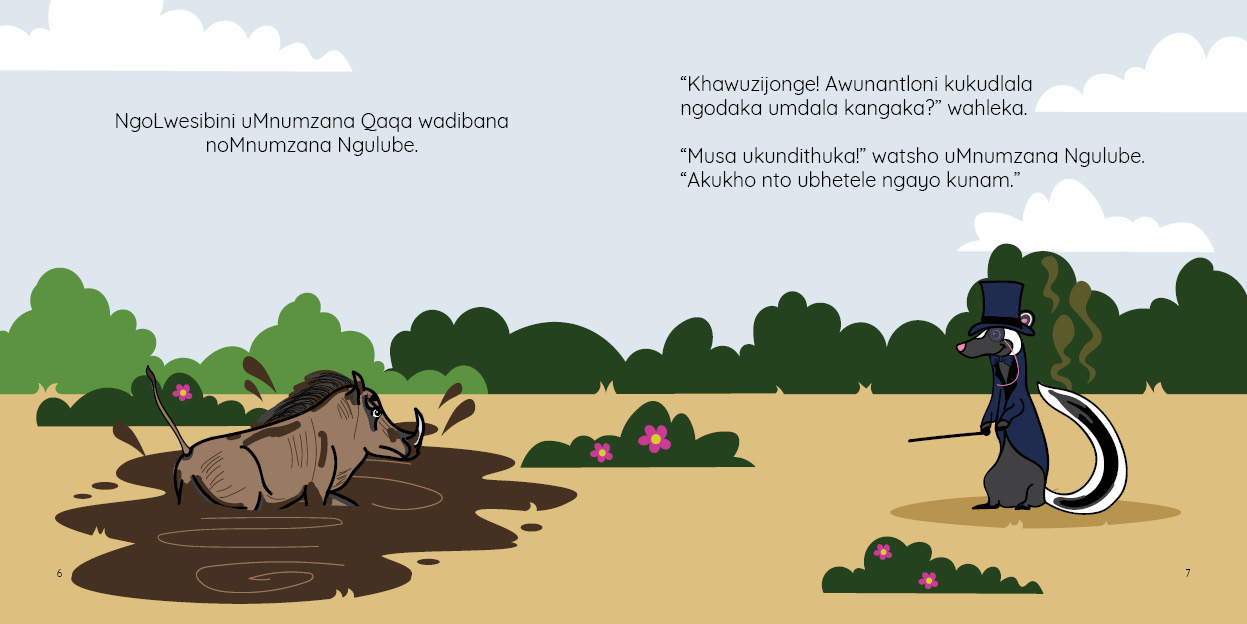 NgoLwesibini uMnumzana Qaqa wadibana
noMnumzana Ngulube.
6
“Khawuzijonge! Awunantloni kukudlala
ngodaka umdala kangaka?” wahleka.
“Musa ukundithuka!” watsho uMnumzana Ngulube.
“Akukho nto ubhetele ngayo kunam.”
7